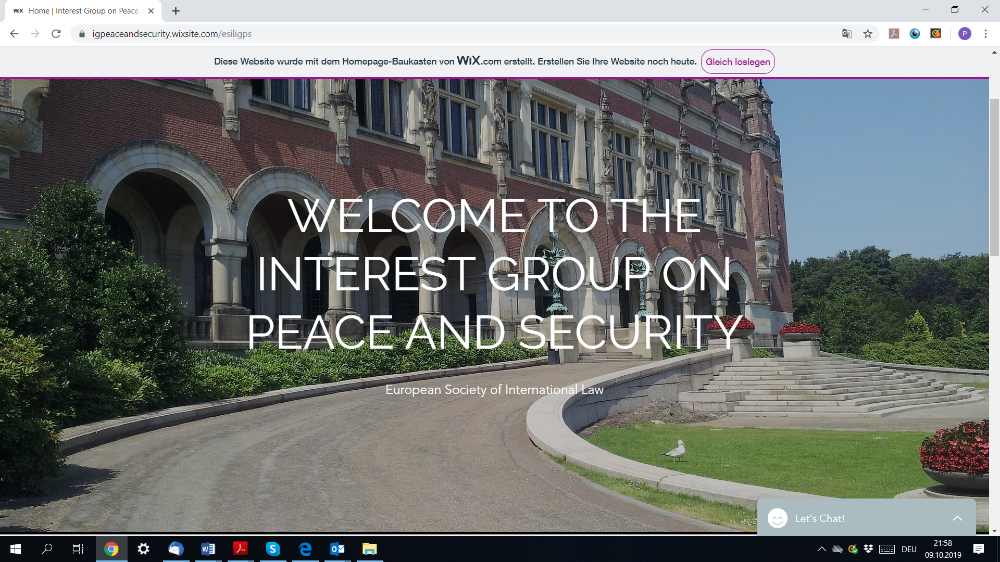 WIX Home | Interest Group on Peace
igpeaceandsecurity.wixsite.com/esiligps
P
Diese Website wurde mit dem Homepage-Baukasten von WiX.com erstellt. Erstellen Sie Ihre Website noch heute. Gleich loslegen
WELCOME TO THE
INTEREST GROUP ON
PEACE AND SECURITY
European Society of International Law
Let's Chat!
DEU
21:58
09.10.2019